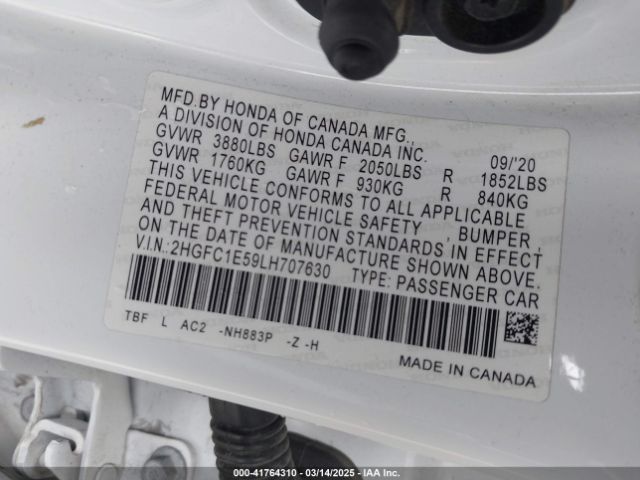 MFD.BY HONDA OF CANADA MFG.,
A DIVISION OF HONDA CANADA INC. 09/'20
GVWR 3880LBS GAWR F 2050LBS R 1852LBS
GVWR 1760KG GAWR F 930KG R 840KG
THIS VEHICLE CONFORMS TO ALL APPLICABLE
FEDERAL MOTOR VEHICLE SAFETY , BUMPER ,
AND THEFT PREVENTION STANDARDS IN EFFECT
ON THE DATE OF MANUFACTURE SHOWN ABOVE.
V.I.N.:2HGFC1E59LH707630 TYPE: PASSENGER CAR
TBF L AC2 -NH883P -Z -H
MADE IN CANADA
000-41764310 | 03/14/2025 | IAA Inc.